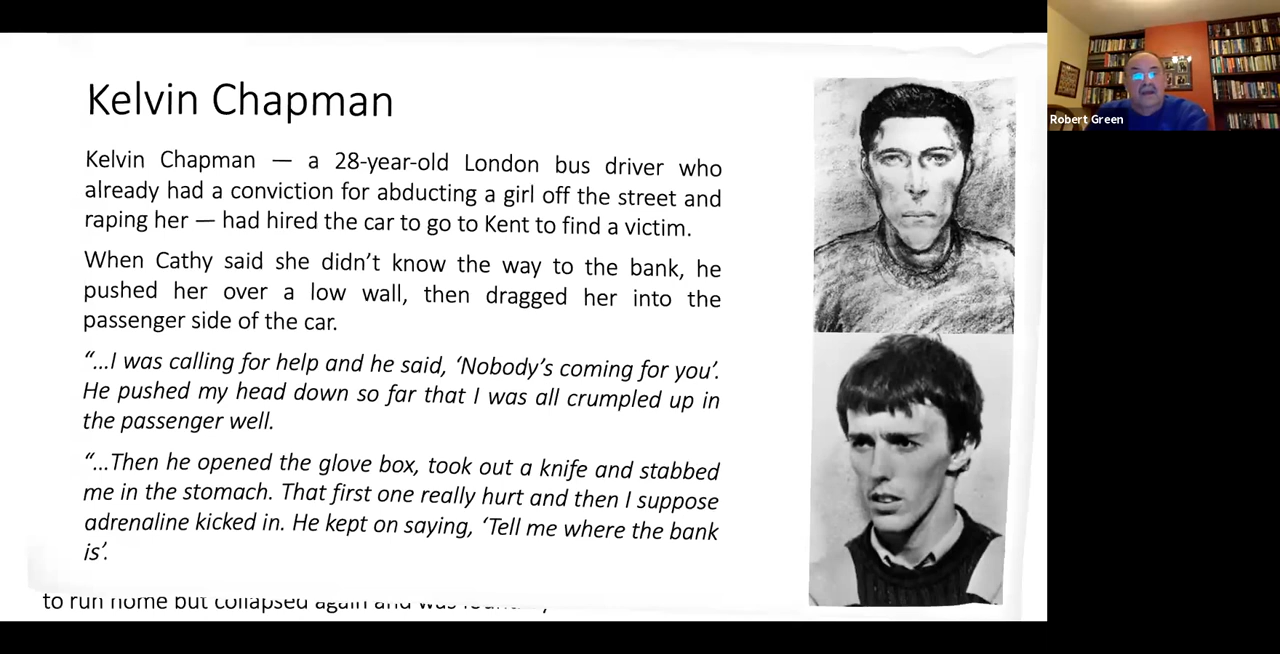 Kelvin Chapman
Kelvin Chapman — a 28-year-old London bus driver who
already had a conviction for abducting a girl off the street and
raping her — had hired the car to go to Kent to find a victim.
When Cathy said she didn’t know the way to the bank, he
pushed her over a low wall, then dragged her into the
passenger side of the car.
“…I was calling for help and he said, ‘Nobody’s coming for you’.
He pushed my head down so far that I was all crumpled up in
the passenger well.
“…Then he opened the glove box, took out a knife and stabbed
me in the stomach. That first one really hurt and then I suppose
adrenaline kicked in. He kept on saying, ‘Tell me where the bank
is’.
to run home but collapsed again and was
Robert Green